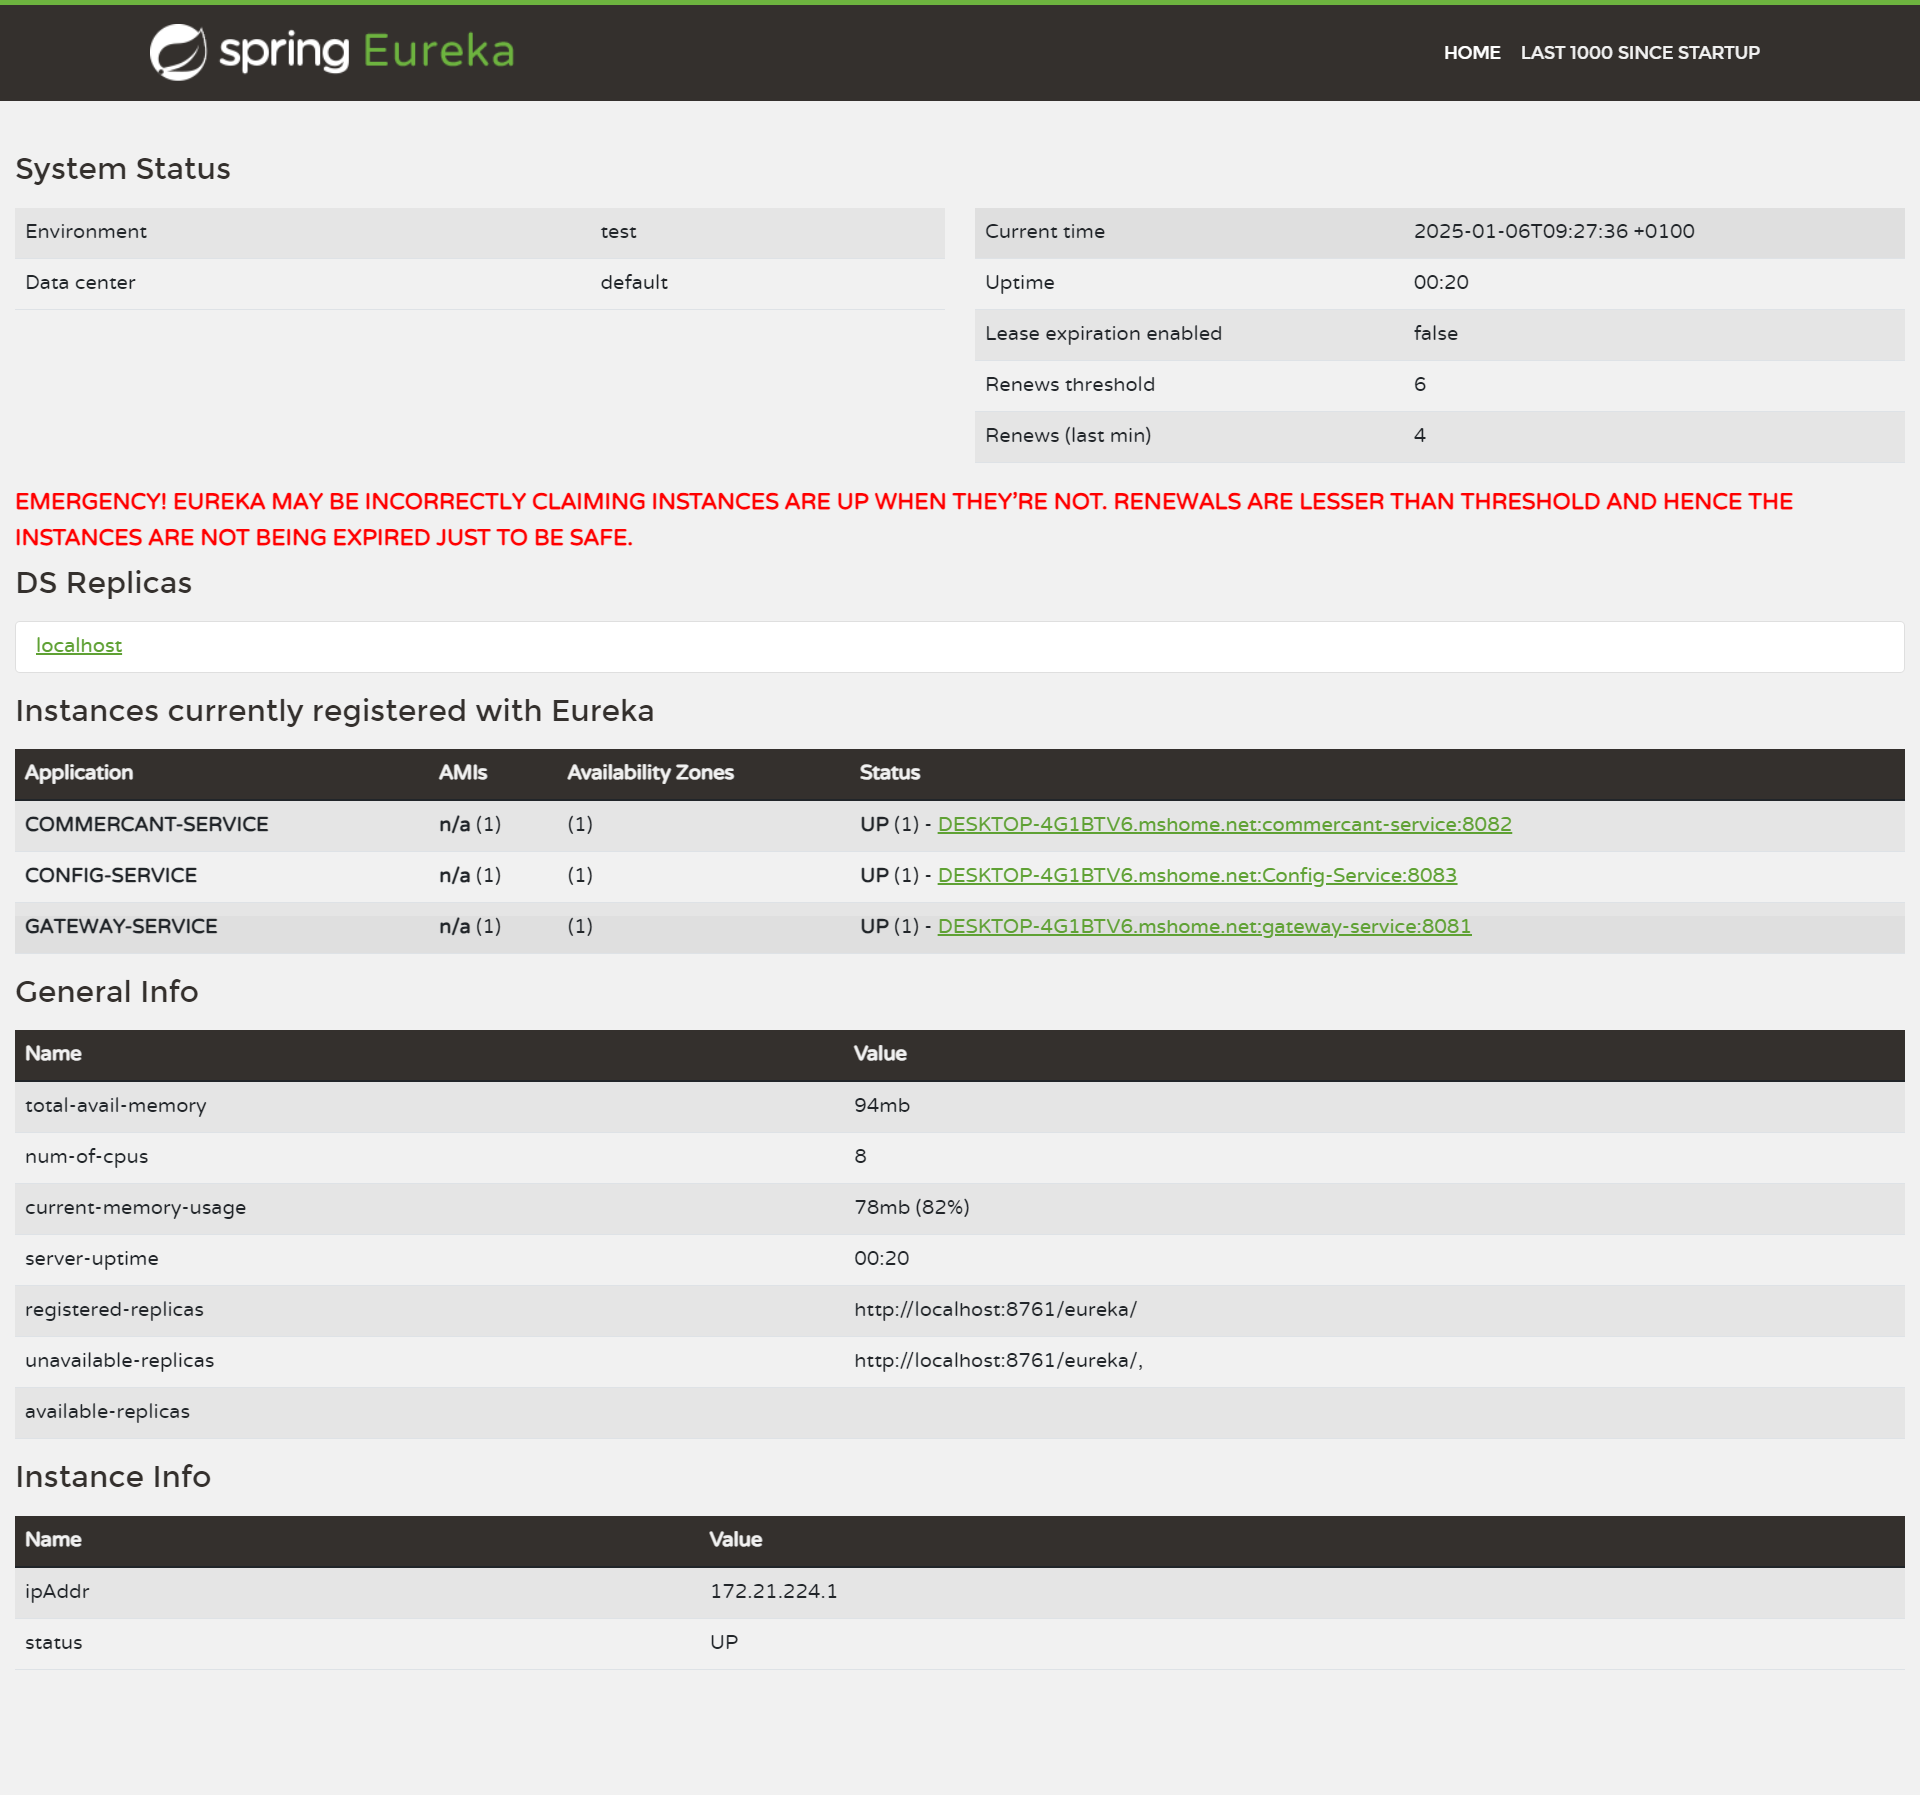 spring Eureka
HOME LAST 1000 SINCE STARTUP
System Status
Environment test
Data center default
Current time 2025-01-06T09:27:36 +0100
Uptime 00:20
Lease expiration enabled false
Renews threshold 6
Renews (last min) 4
EMERGENCY! EUREKA MAY BE INCORRECTLY CLAIMING INSTANCES ARE UP WHEN THEY'RE NOT. RENEWALS ARE LESSER THAN THRESHOLD AND HENCE THE
INSTANCES ARE NOT BEING EXPIRED JUST TO BE SAFE.
DS Replicas
localhost
Instances currently registered with Eureka
Application AMIs Availability Zones Status
COMMERCANT-SERVICE n/a (1) (1) UP (1) - DESKTOP-4G1BTV6.mshome.net:commercant-service:8082
CONFIG-SERVICE n/a (1) (1) UP (1) - DESKTOP-4G1BTV6.mshome.net:Config-Service:8083
GATEWAY-SERVICE n/a (1) (1) UP (1) - DESKTOP-4G1BTV6.mshome.net:gateway-service:8081
General Info
Name Value
total-avail-memory 94mb
num-of-cpus 8
current-memory-usage 78mb (82%)
server-uptime 00:20
registered-replicas http://localhost:8761/eureka/
unavailable-replicas http://localhost:8761/eureka/,
available-replicas
Instance Info
Name Value
ipAddr 172.21.224.1
status UP